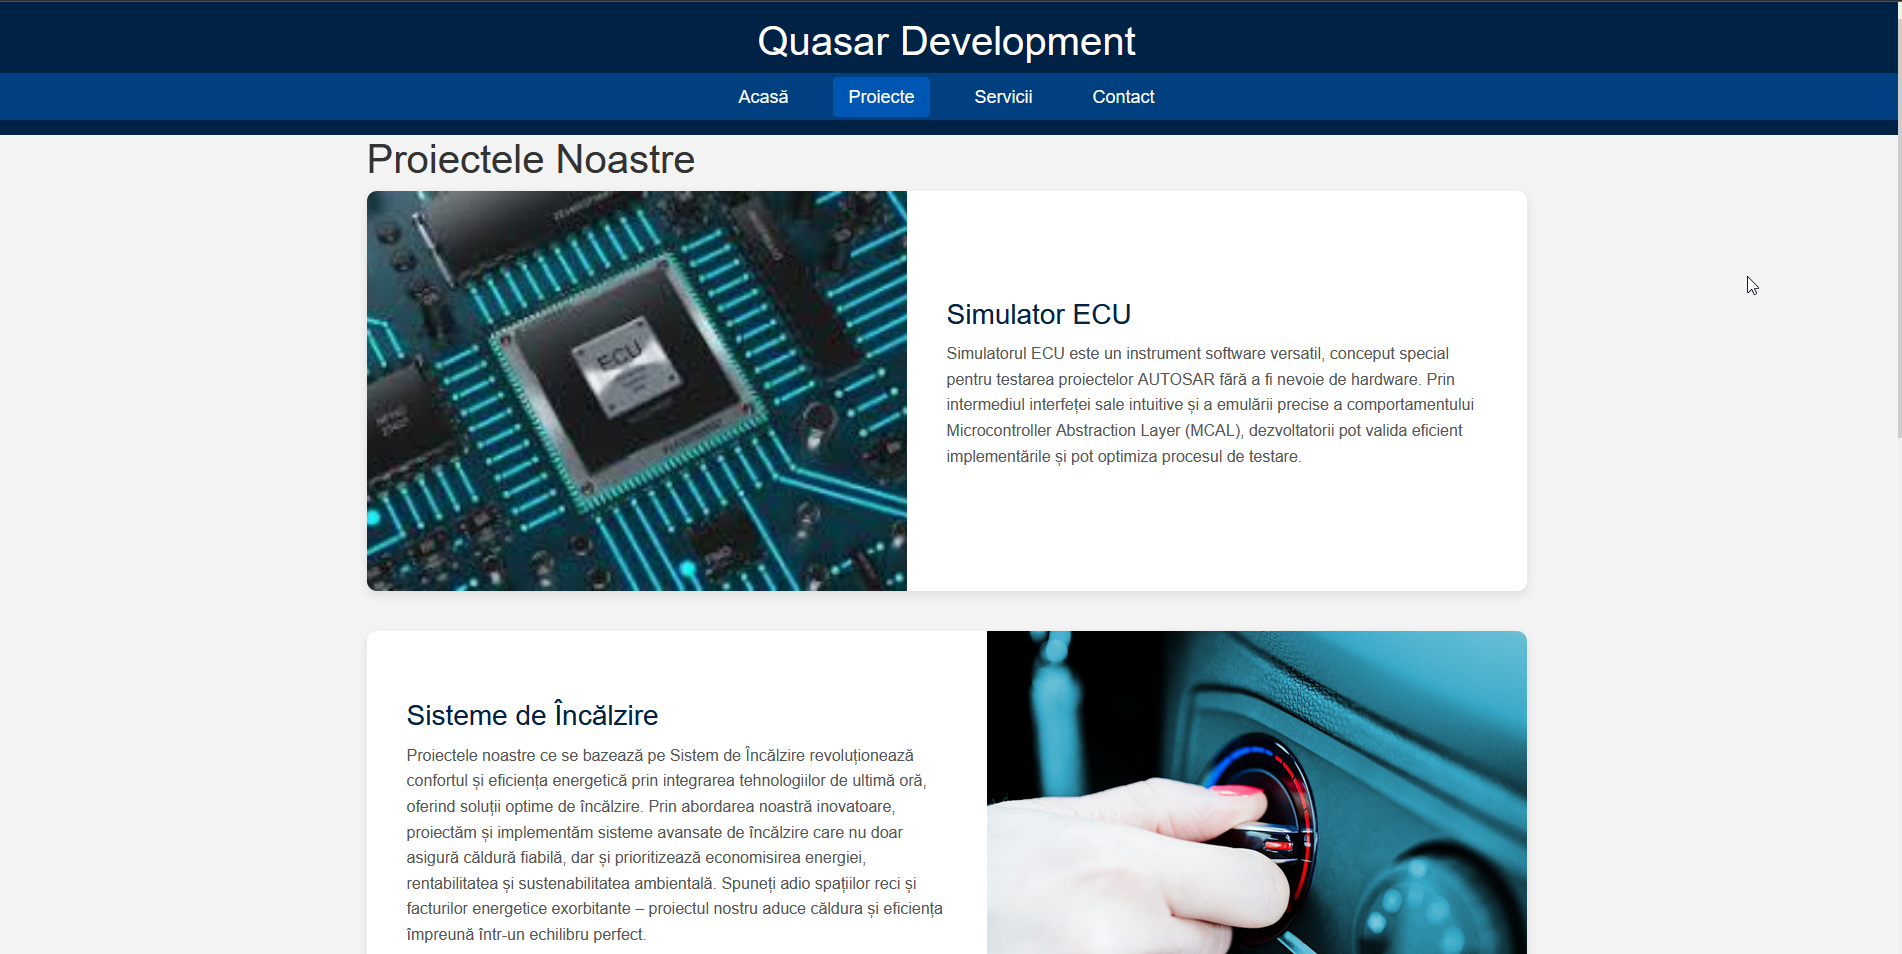 Quasar Development
Acasă Proiecte Servicii Contact
Proiectele Noastre
ECU
Simulator ECU
Simulatorul ECU este un instrument software versatil, conceput special
pentru testarea proiectelor AUTOSAR fără a fi nevoie de hardware. Prin
intermediul interfeței sale intuitive și a emulării precise a comportamentului
Microcontroller Abstraction Layer (MCAL), dezvoltatorii pot valida eficient
implementările și pot optimiza procesul de testare.
Sisteme de Încălzire
Proiectele noastre ce se bazează pe Sistem de Încălzire revoluționează
confortul și eficiența energetică prin integrarea tehnologiilor de ultimă oră,
oferind soluții optime de încălzire. Prin abordarea noastră inovatoare,
proiectăm și implementăm sisteme avansate de încălzire care nu doar
asigură căldură fiabilă, dar și prioritizează economisirea energiei,
rentabilitatea și sustenabilitatea ambientală. Spuneți adio spațiilor reci și
facturilor energetice exorbitante – proiectul nostru aduce căldura și eficiența
împreună într-un echilibru perfect.